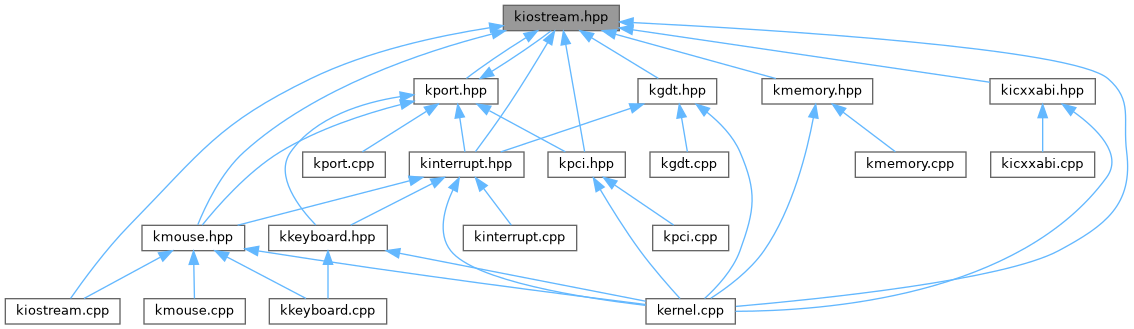 kiostream.hpp
kport.hpp
kgdt.hpp
kmemory.hpp
kicxxabi.hpp
kport.cpp
kinterrupt.hpp
kpci.hpp
kgdt.cpp
kmemory.cpp
kicxxabi.cpp
kmouse.hpp
kkeyboard.hpp
kinterrupt.cpp
kpci.cpp
kiostream.cpp
kmouse.cpp
kkeyboard.cpp
kernel.cpp